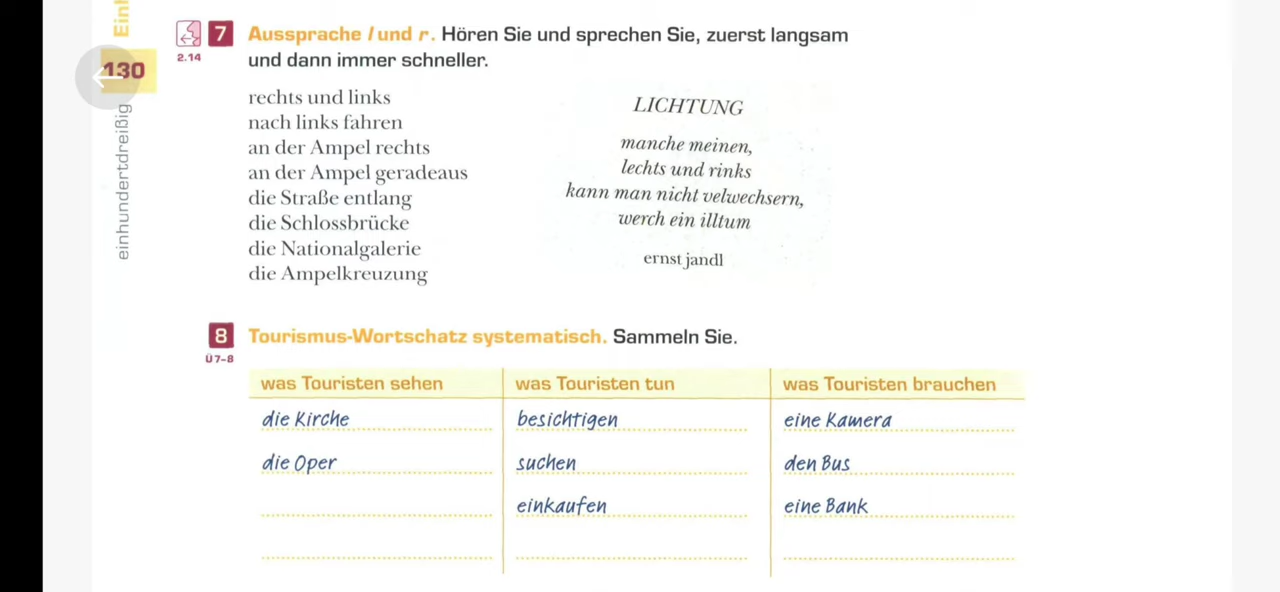 Einh
130
einhundertdreißig
2.14
7 Aussprache l und r. Hören Sie und sprechen Sie, zuerst langsam
und dann immer schneller.
rechts und links
nach links fahren
an der Ampel rechts
an der Ampel geradeaus
die Straße entlang
die Schlossbrücke
die Nationalgalerie
die Ampelkreuzung
LICHTUNG
manche meinen,
lechts und rinks
kann man nicht velwechsern,
werch ein illtum
ernst jandl
8 Tourismus-Wortschatz systematisch. Sammeln Sie.
Ü 7–8
was Touristen sehen was Touristen tun was Touristen brauchen
die Kirche besichtigen eine Kamera
die Oper suchen den Bus
einkaufen eine Bank